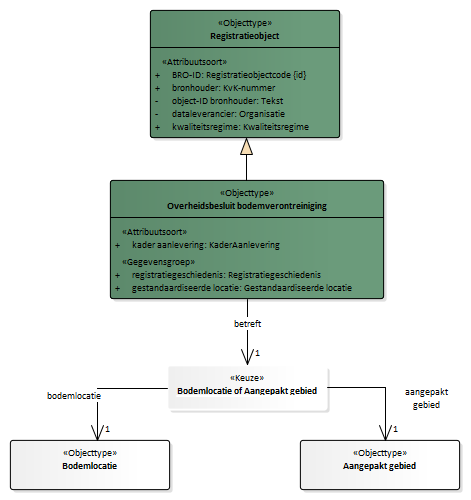 «Objecttype»
Registratieobject
«Attribuutsoort»
+ BRO-ID: Registratieobjectcode {id}
+ bronhouder: KvK-nummer
- object-ID bronhouder: Tekst
- dataleverancier: Organisatie
+ kwaliteitsregime: Kwaliteitsregime
«Objecttype»
Overheidsbesluit bodemverontreiniging
«Attribuutsoort»
+ kader aanlevering: KaderAanlevering
«Gegevensgroep»
+ registratiegeschiedenis: Registratiegeschiedenis
+ gestandaardiseerde locatie: Gestandaardiseerde locatie
betreft
1
«Keuze»
Bodemlocatie of Aangepakt gebied
bodemlocatie
aangepakt
gebied
1
1
«Objecttype»
Bodemlocatie
«Objecttype»
Aangepakt gebied